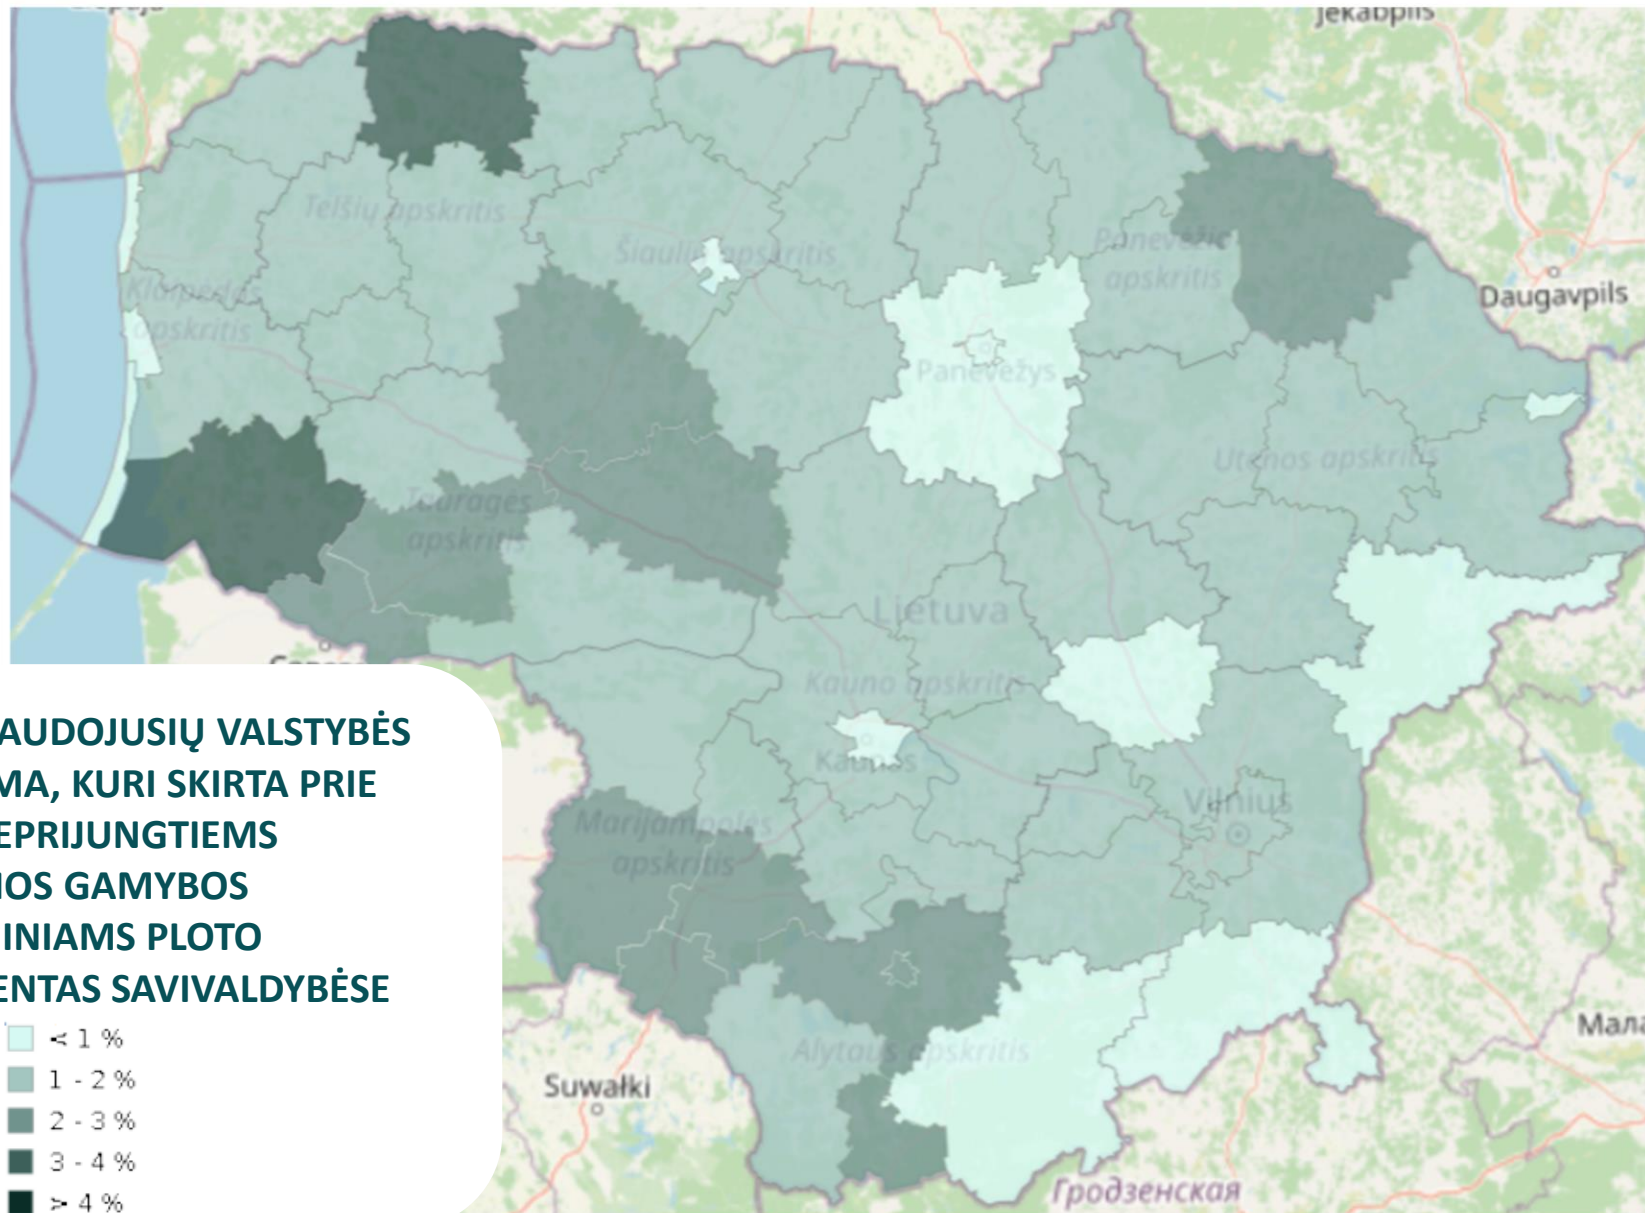 Jēkabpils
Telšių apskritis
Šiaulių apskritis
Panevėžio
apskritis
Klaipėdos
apskritis
Daugavpils
Panevėžys
Utenos apskritis
Tauragės
apskritis
Lietuva
Kauno apskritis
Kaunas
Vilnius
Marijampolės
apskritis
AUDOJUSIŲ VALSTYBĖS
MA, KURI SKIRTA PRIE
EPRIJUNGTIEMS
IOS GAMYBOS
INIAMS PLOTO
ENTAS SAVIVALDYBĖSE
< 1 %
1 - 2 %
2 - 3 %
3 - 4 %
> 4 %
Alytaus apskritis
Suwałki
Мала
Гродзенская